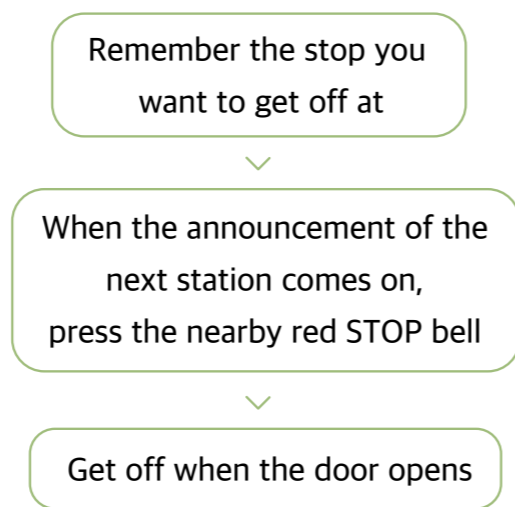 Remember the stop you
want to get off at
When the announcement of the
next station comes on,
press the nearby red STOP bell
Get off when the door opens